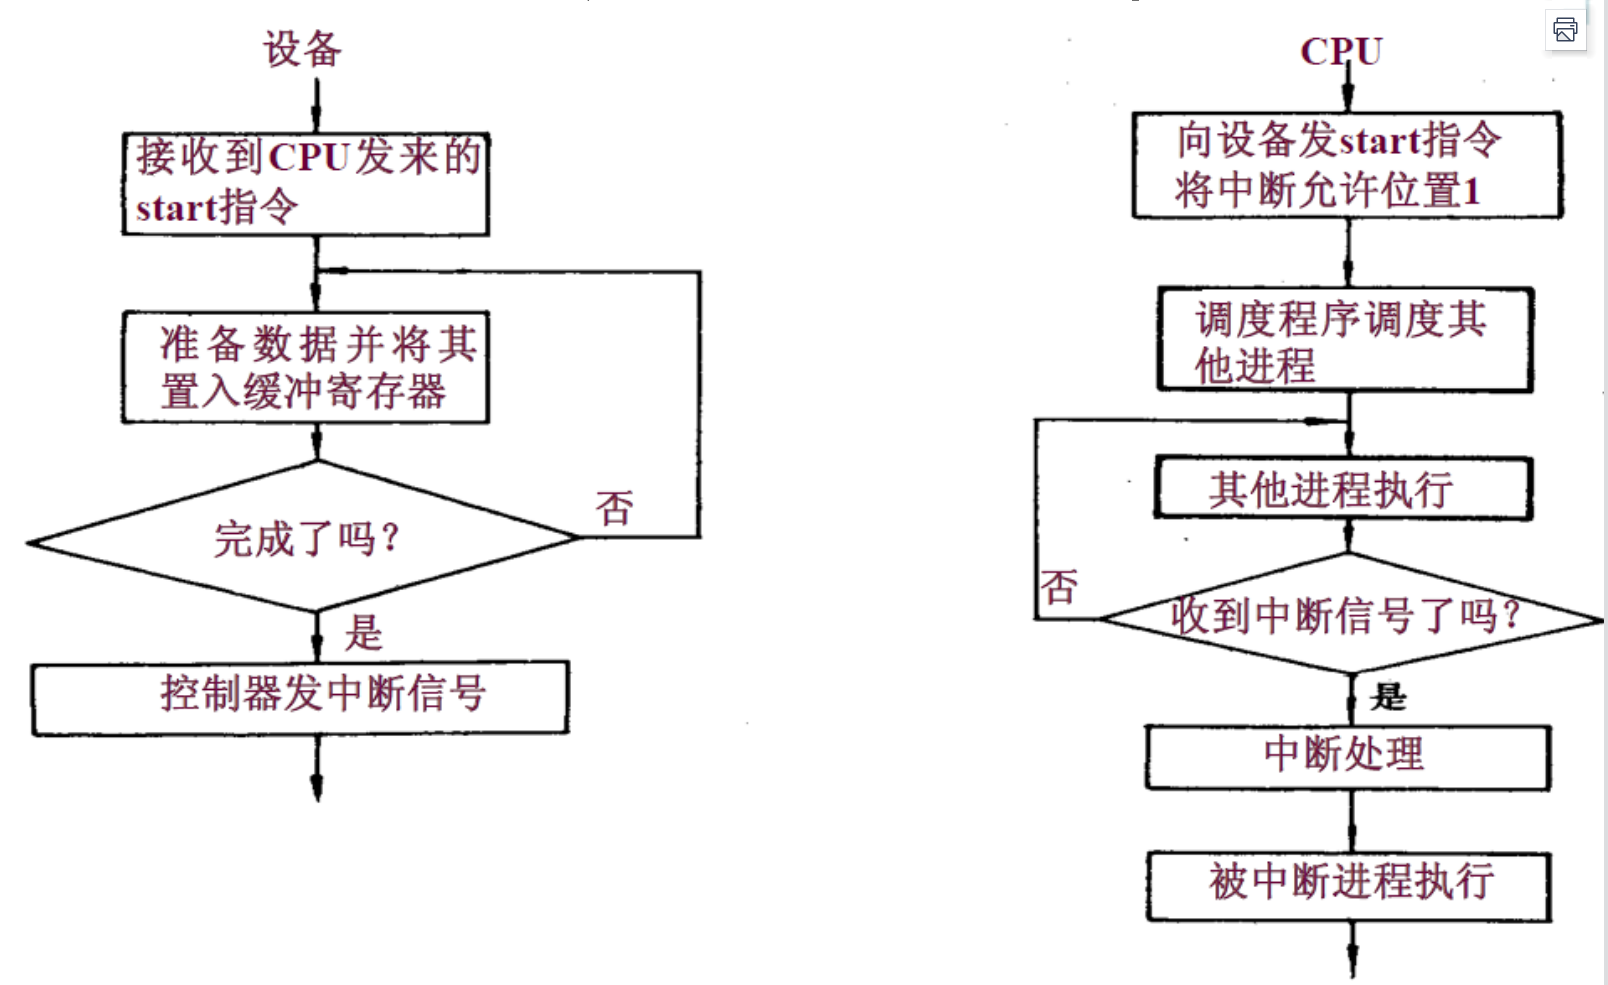 设备
接收到CPU发来的
start指令
准备数据并将其
置入缓冲寄存器
完成了吗？
否
是
控制器发中断信号
CPU
向设备发start指令
将中断允许位置1
调度程序调度其
他进程
其他进程执行
收到中断信号了吗？
否
是
中断处理
被中断进程执行